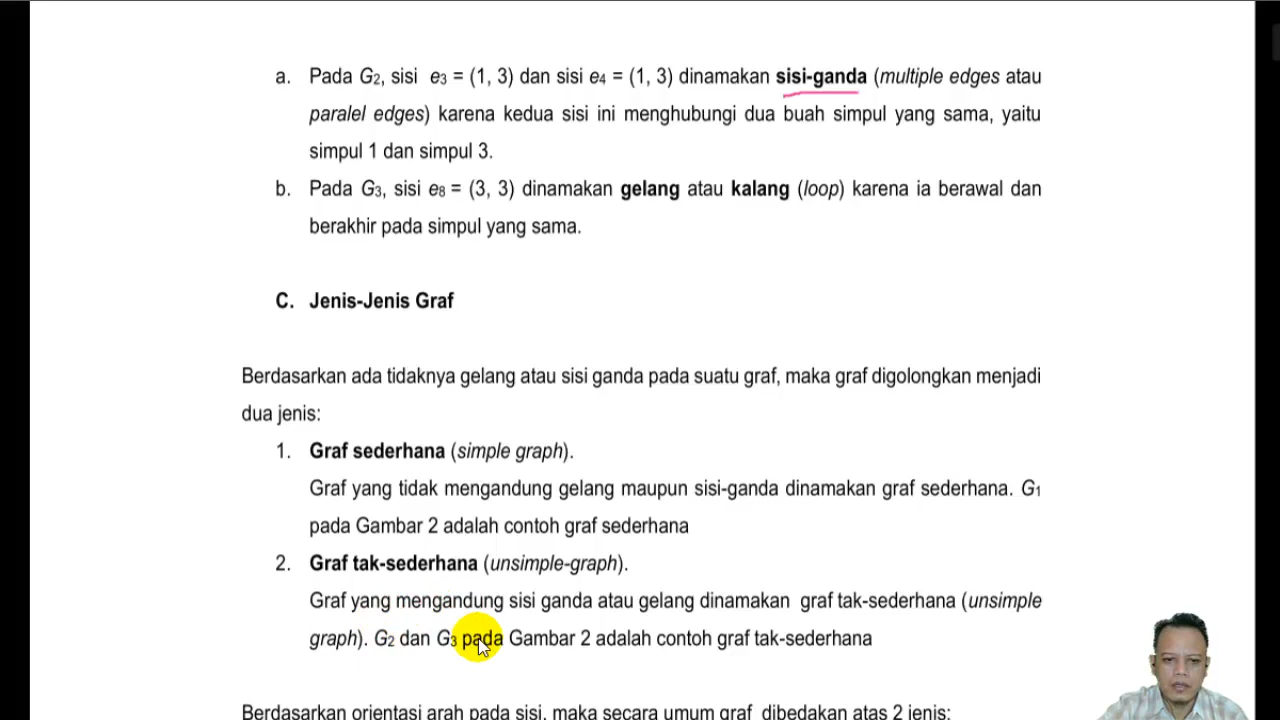 a. Pada G2, sisi e3 = (1, 3) dan sisi e4 = (1, 3) dinamakan sisi-ganda (multiple edges atau
paralel edges) karena kedua sisi ini menghubungi dua buah simpul yang sama, yaitu
simpul 1 dan simpul 3.
b. Pada G3, sisi e8 = (3, 3) dinamakan gelang atau kalang (loop) karena ia berawal dan
berakhir pada simpul yang sama.
C. Jenis-Jenis Graf
Berdasarkan ada tidaknya gelang atau sisi ganda pada suatu graf, maka graf digolongkan menjadi
dua jenis:
1. Graf sederhana (simple graph).
Graf yang tidak mengandung gelang maupun sisi-ganda dinamakan graf sederhana. G1
pada Gambar 2 adalah contoh graf sederhana
2. Graf tak-sederhana (unsimple-graph).
Graf yang mengandung sisi ganda atau gelang dinamakan graf tak-sederhana (unsimple
graph). G2 dan G3 pada Gambar 2 adalah contoh graf tak-sederhana
Berdasarkan orientasi arah pada sisi, maka secara umum graf dibedakan atas 2 jenis: